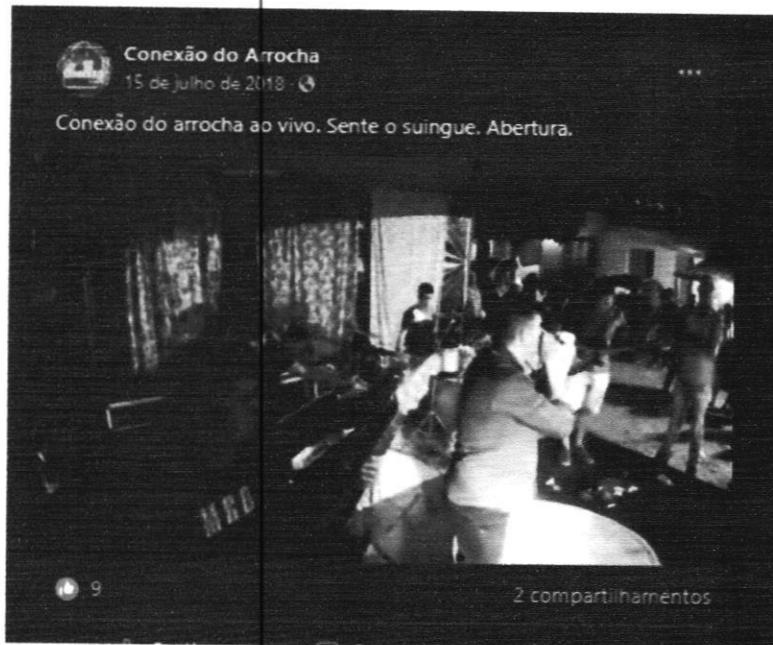 Conexão do Arrocha
15 de julho de 2018
Conexão do arrocha ao vivo. Sente o suingue. Abertura.
9
2 compartilhamentos